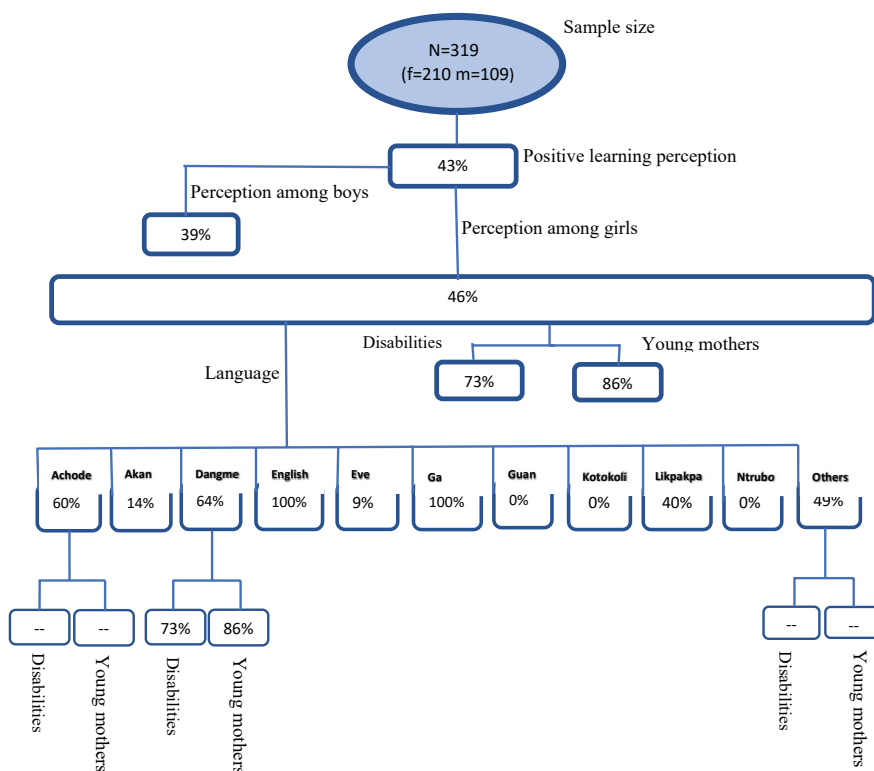 Sample size
N=319
(f=210 m=109)
43%
Positive learning perception
Perception among boys
39%
Perception among girls
46%
Disabilities
Young mothers
73%
86%
Language
Achode
Akan
Dangme
English
Eve
Ga
Guan
Kotokoli
Likpakpa
Ntrubo
Others
60%
14%
64%
100%
9%
100%
0%
0%
40%
0%
49%
--
--
73%
86%
--
--
Disabilities
Young mothers
Disabilities
Young mothers
Disabilities
Young mothers